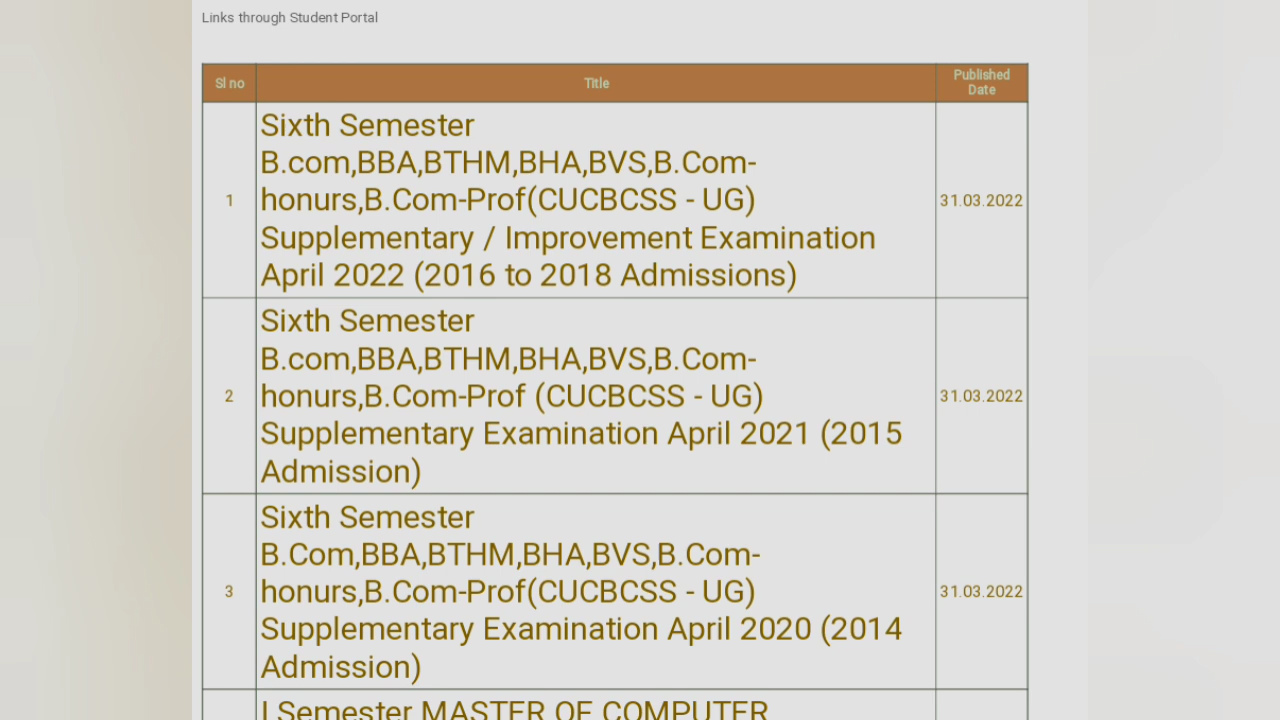 Links through Student Portal
Sl no
Title
Published
Date
1
Sixth Semester
B.com,BBA,BTHM,BHA,BVS,B.Com-
honurs,B.Com-Prof(CUCBCSS - UG)
Supplementary / Improvement Examination
April 2022 (2016 to 2018 Admissions)
31.03.2022
2
Sixth Semester
B.com,BBA,BTHM,BHA,BVS,B.Com-
honurs,B.Com-Prof (CUCBCSS - UG)
Supplementary Examination April 2021 (2015
Admission)
31.03.2022
3
Sixth Semester
B.Com,BBA,BTHM,BHA,BVS,B.Com-
honurs,B.Com-Prof(CUCBCSS - UG)
Supplementary Examination April 2020 (2014
Admission)
31.03.2022
I Semester MASTER OF COMPUTER